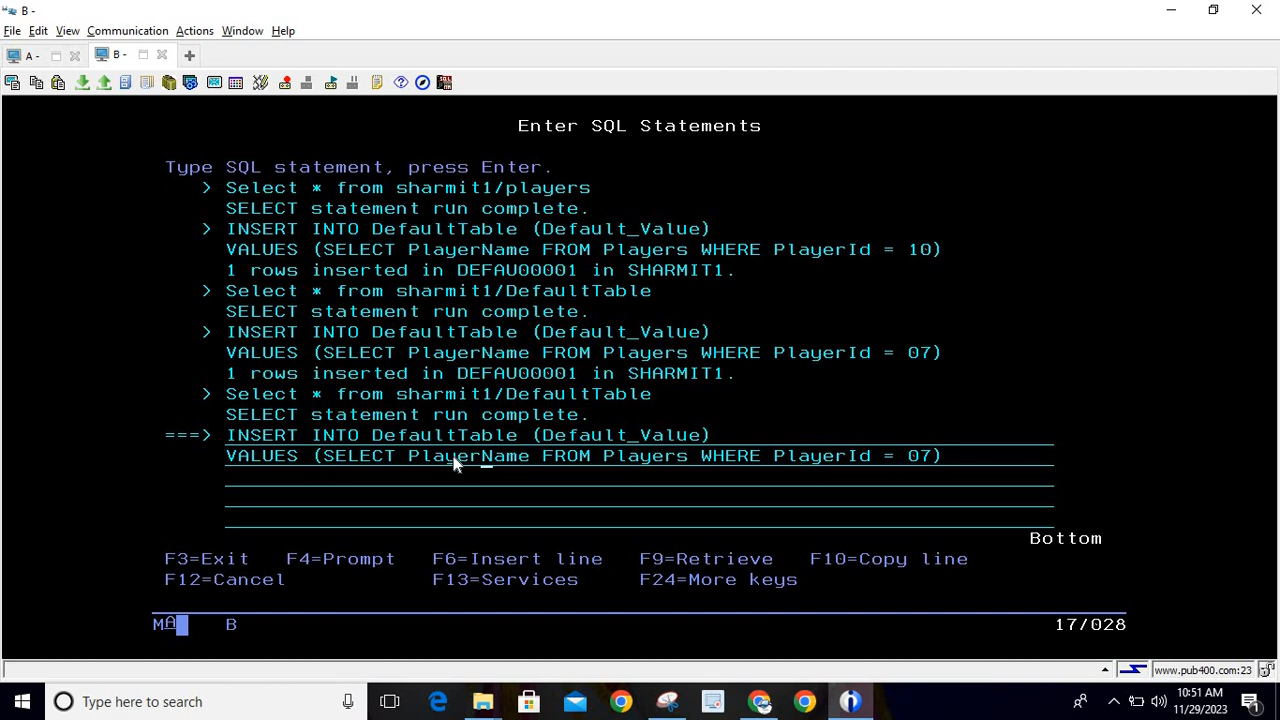 B -
File Edit View Communication Actions Window Help
A - B -
Enter SQL Statements
Type SQL statement, press Enter.
> Select * from sharmit1/players
SELECT statement run complete.
> INSERT INTO DefaultTable (Default_Value)
VALUES (SELECT PlayerName FROM Players WHERE PlayerId = 10)
1 rows inserted in DEFAU00001 in SHARMIT1.
> Select * from sharmit1/DefaultTable
SELECT statement run complete.
> INSERT INTO DefaultTable (Default_Value)
VALUES (SELECT PlayerName FROM Players WHERE PlayerId = 07)
1 rows inserted in DEFAU00001 in SHARMIT1.
> Select * from sharmit1/DefaultTable
SELECT statement run complete.
===> INSERT INTO DefaultTable (Default_Value)
VALUES (SELECT PlayerName FROM Players WHERE PlayerId = 07)
Bottom
F3=Exit F4=Prompt F6=Insert line F9=Retrieve F10=Copy line
F12=Cancel F13=Services F24=More keys
MA B 17/028
www.pub400.com:23
Type here to search
10:51 AM
11/29/2023